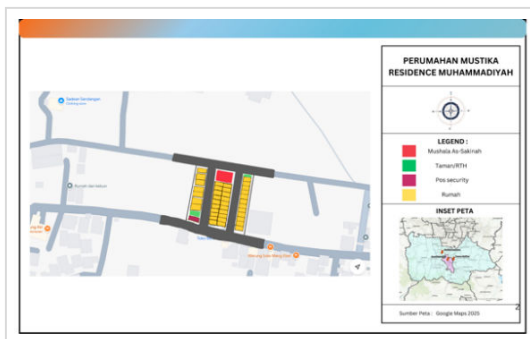 PERUMAHAN MUSTIKA
RESIDENCE MUHAMMADIYAH
LEGEND :
Mushala As-Sakinah
Taman/RTH
Pos security
Rumah
INSET PETA
Sumber Peta : Google Maps 2025
2